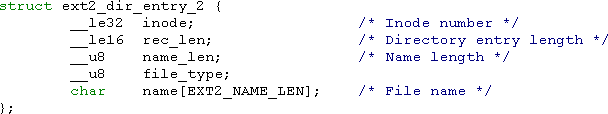 struct ext2_dir_entry_2 {
        __le32 inode;                   /* Inode number */
        __le16 rec_len;                 /* Directory entry length */
        __u8   name_len;                /* Name length */
        __u8   file_type;
        char   name[EXT2_NAME_LEN];     /* File name */
};